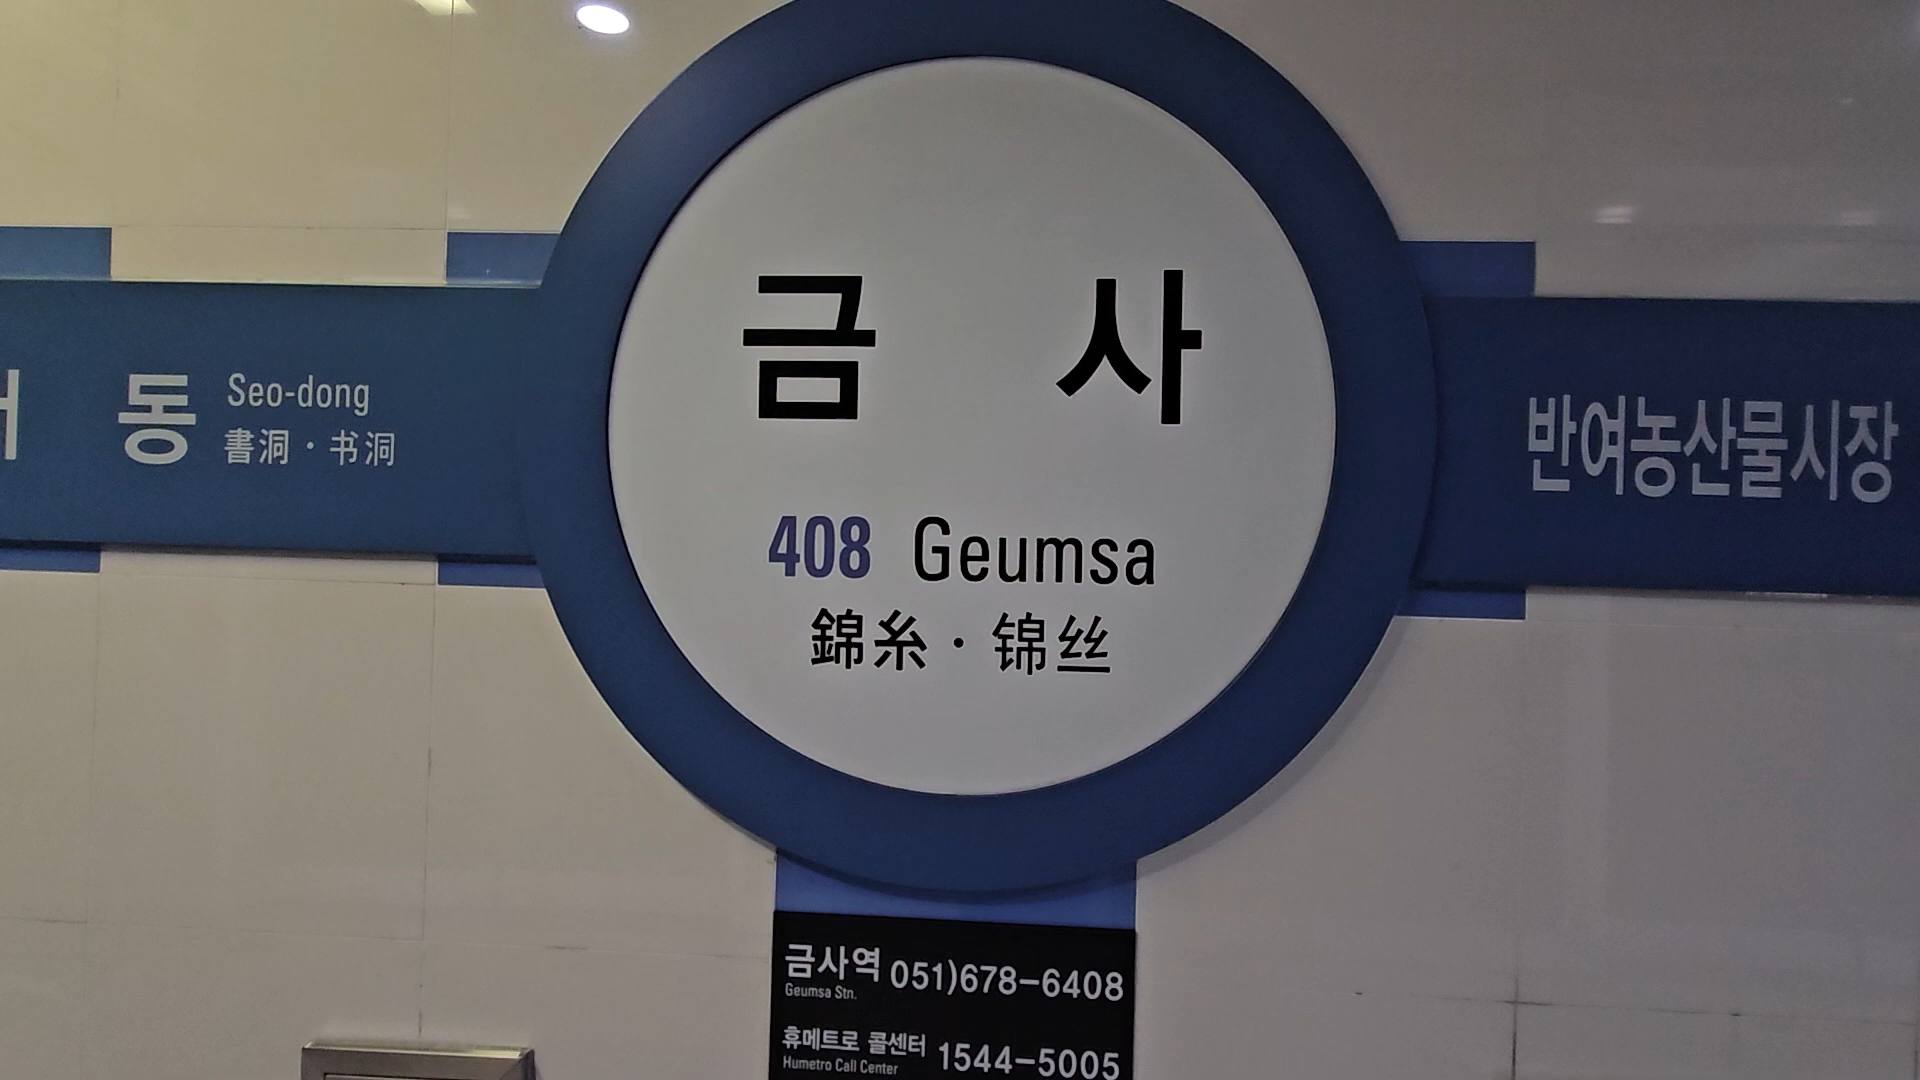 동
Seo-dong
書洞 · 书洞
금 사
408 Geumsa
錦糸 · 锦丝
반여농산물시장
금사역 051)678-6408
Geumsa Stn.
휴메트로 콜센터 1544-5005
Humetro Call Center